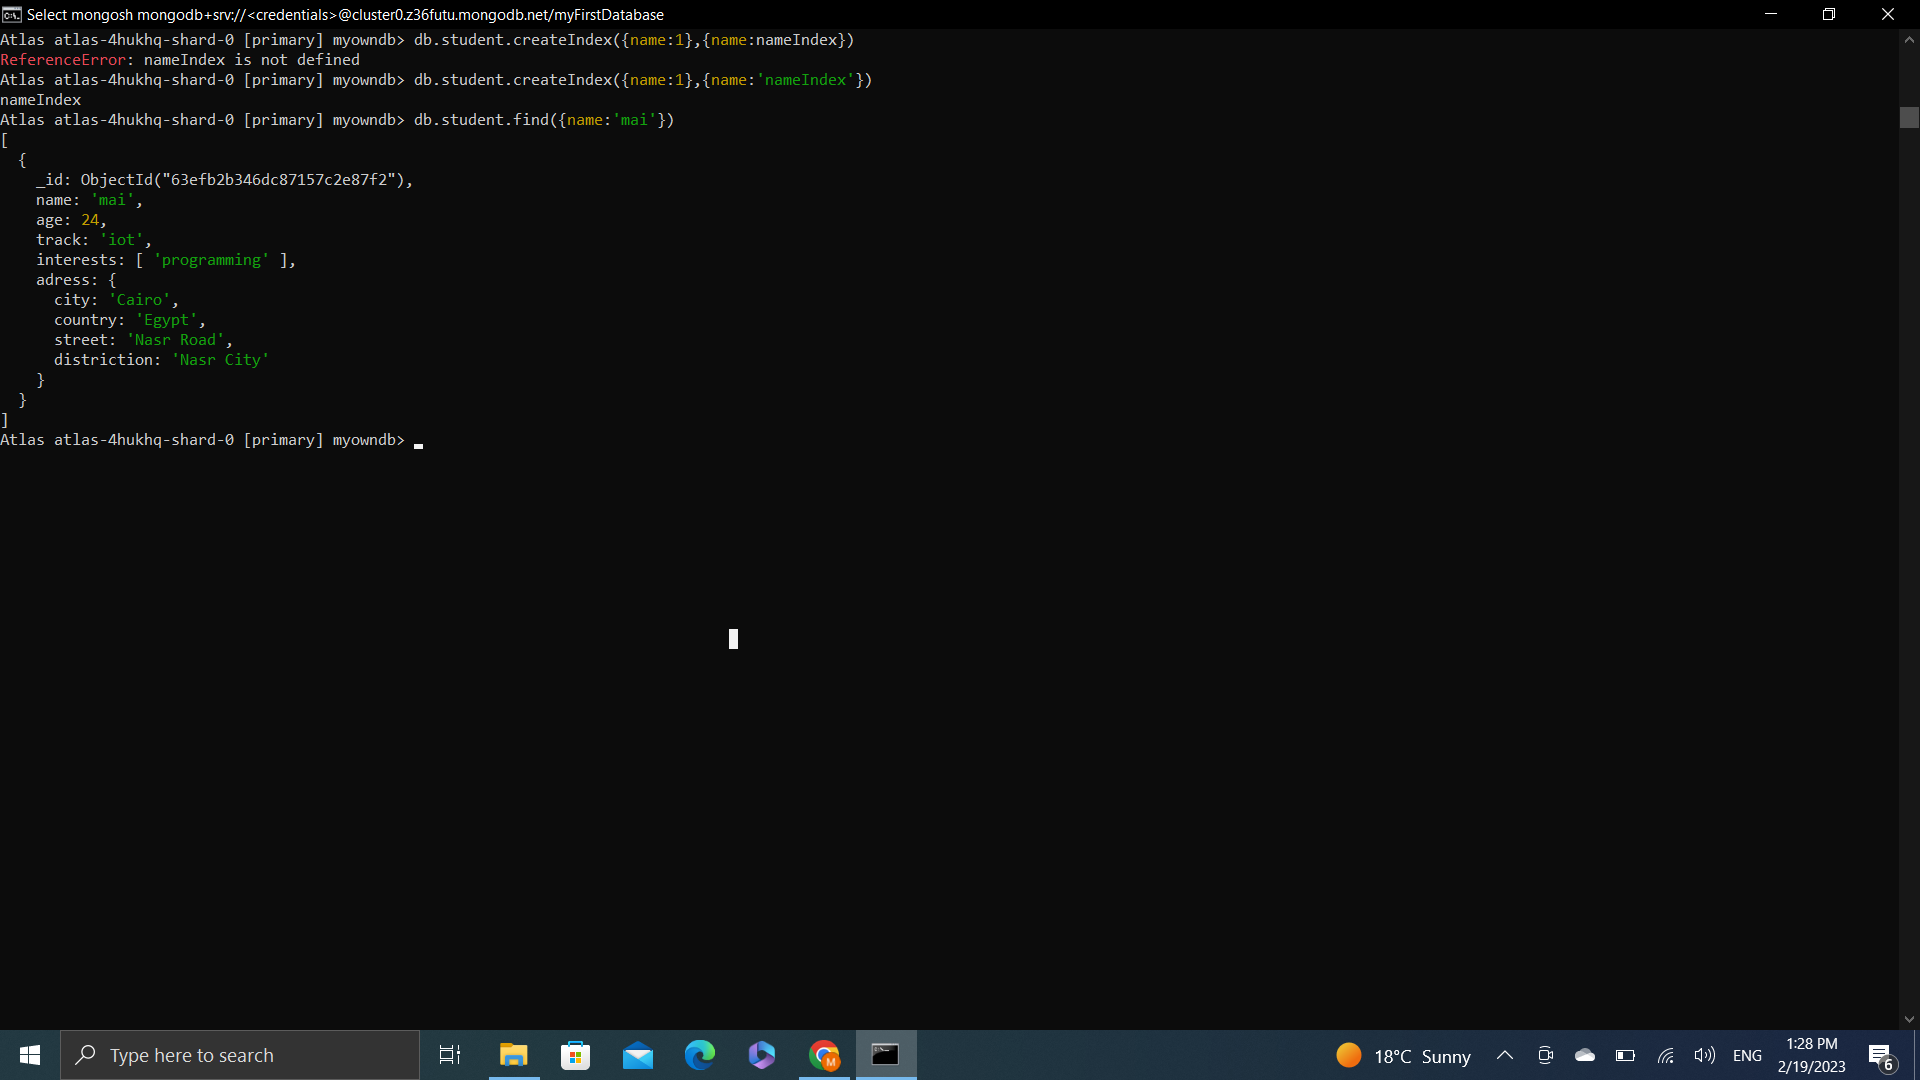 Select mongosh mongodb+srv://<credentials>@cluster0.z36futu.mongodb.net/myFirstDatabase
Atlas atlas-4hukhq-shard-0 [primary] myowndb> db.student.createIndex({name:1},{name:nameIndex})
ReferenceError: nameIndex is not defined
Atlas atlas-4hukhq-shard-0 [primary] myowndb> db.student.createIndex({name:1},{name:'nameIndex'})
nameIndex
Atlas atlas-4hukhq-shard-0 [primary] myowndb> db.student.find({name:'mai'})
[
  {
    _id: ObjectId("63efb2b346dc87157c2e87f2"),
    name: 'mai',
    age: 24,
    track: 'iot',
    interests: [ 'programming' ],
    adress: {
      city: 'Cairo',
      country: 'Egypt',
      street: 'Nasr Road',
      distriction: 'Nasr City'
    }
  }
]
Atlas atlas-4hukhq-shard-0 [primary] myowndb>
Type here to search
M
18°C Sunny
ENG
1:28 PM
2/19/2023
6